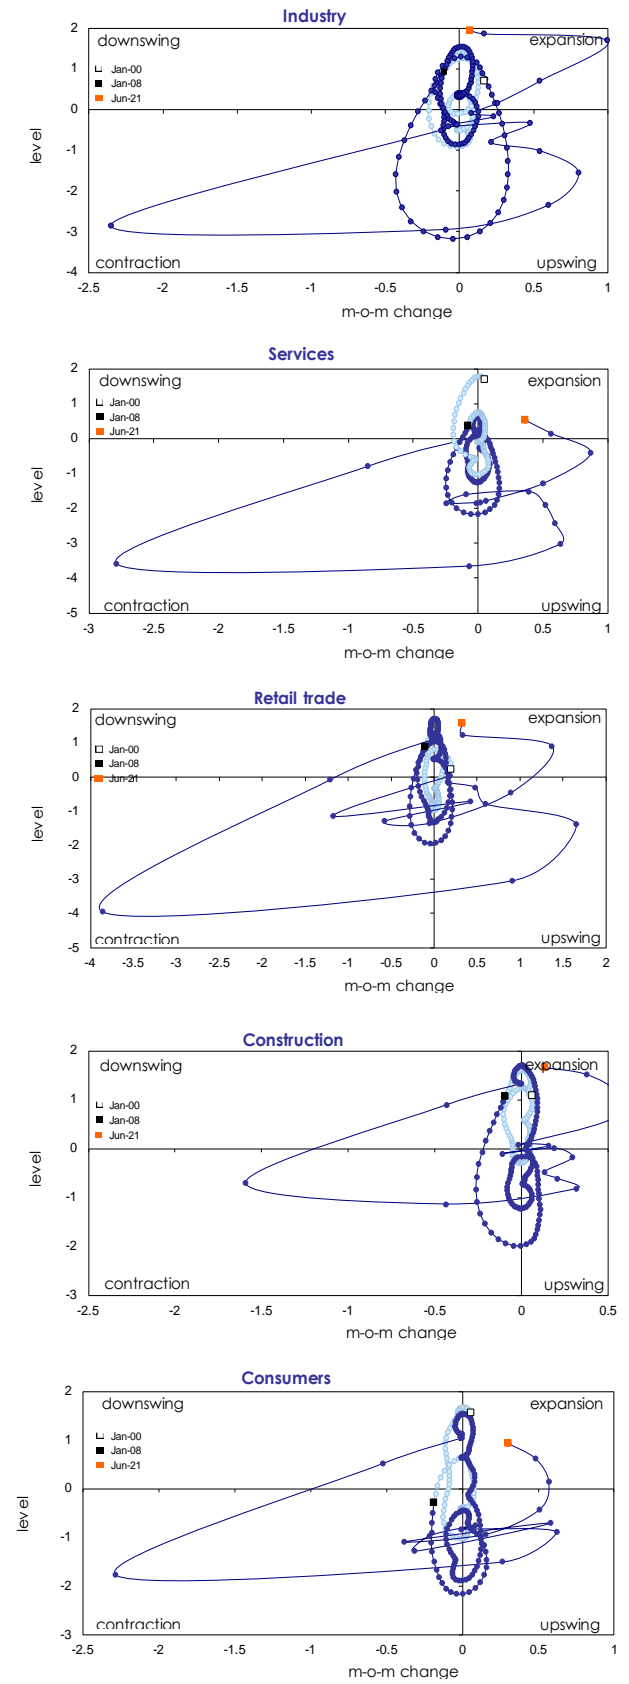 Industry
2
downswing
expansion
Jan-00
Jan-08
Jun-21
1
0
-1
-2
-3
-4
level
contraction
upswing
-2.5 -2 -1.5 -1 -0.5 0 0.5 1
m-o-m change
Services
2
downswing
expansion
Jan-00
Jan-08
Jun-21
1
0
-1
-2
-3
-4
-5
level
contraction
upswing
-3 -2.5 -2 -1.5 -1 -0.5 0 0.5 1
m-o-m change
Retail trade
2
downswing
expansion
Jan-00
Jan-08
Jun-21
1
0
-1
-2
-3
-4
-5
level
contraction
upswing
-4 -3.5 -3 -2.5 -2 -1.5 -1 -0.5 0 0.5 1 1.5 2
m-o-m change
Construction
2
downswing
expansion
Jan-00
Jan-08
Jun-21
1
0
-1
-2
-3
level
contraction
upswing
-2.5 -2 -1.5 -1 -0.5 0 0.5
m-o-m change
Consumers
2
downswing
expansion
Jan-00
Jan-08
Jun-21
1
0
-1
-2
-3
level
contraction
upswing
-2.5 -2 -1.5 -1 -0.5 0 0.5 1
m-o-m change